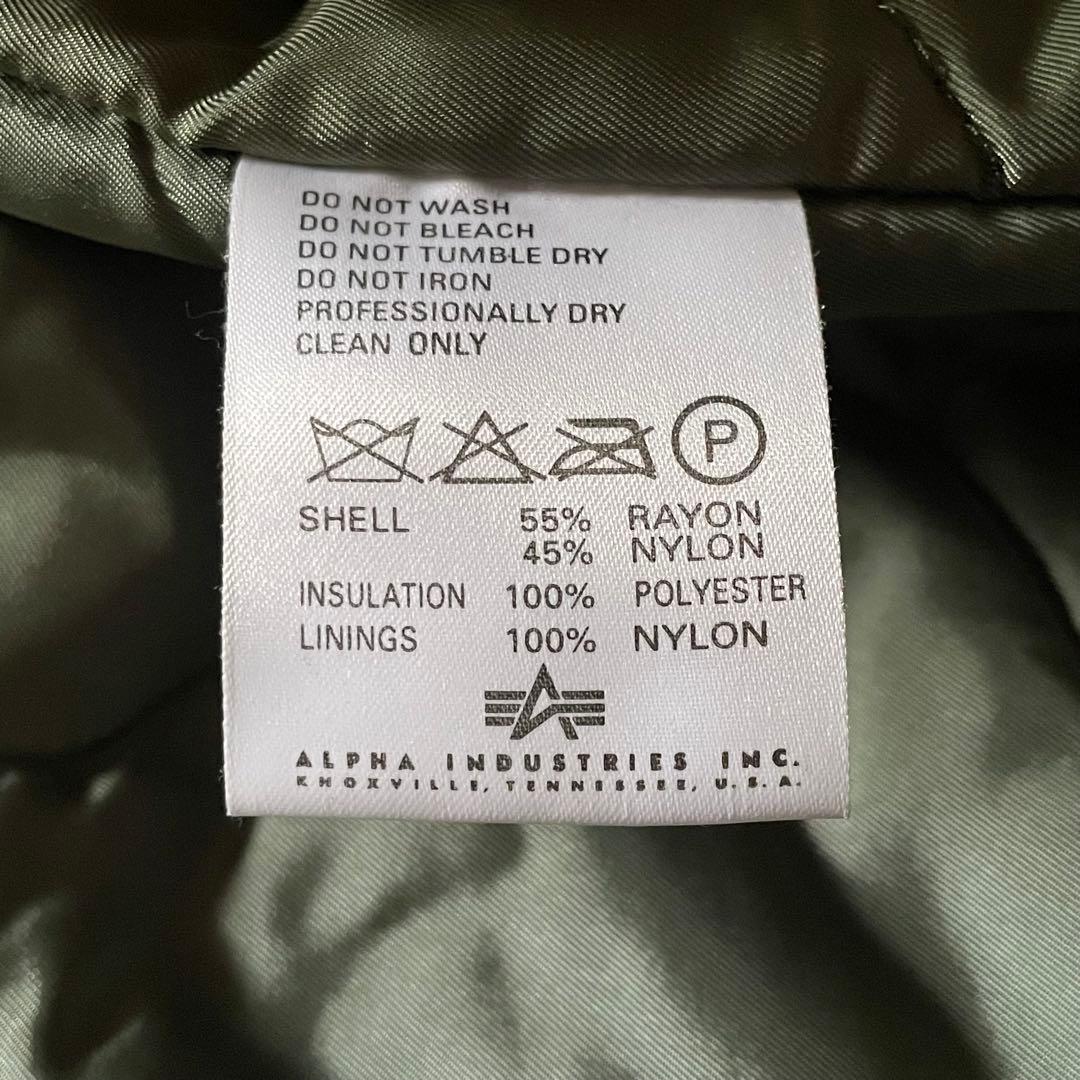 DO NOT WASH
DO NOT BLEACH
DO NOT TUMBLE DRY
DO NOT IRON
PROFESSIONALLY DRY
CLEAN ONLY
P
SHELL 55% RAYON
45% NYLON
INSULATION 100% POLYESTER
LININGS 100% NYLON
ALPHA INDUSTRIES INC.
KNOXVILLE, TENNESSEE, U.S.A.